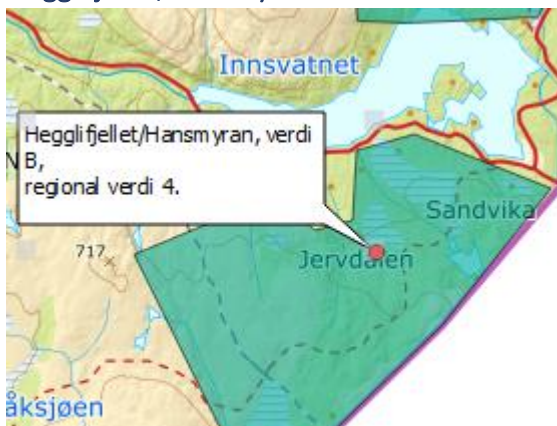 Innsvatnet
Hegglifjellet/Hansmyran, verdi
B,
regional verdi 4.
Sandvika
717
Jervdalen
åksjøen